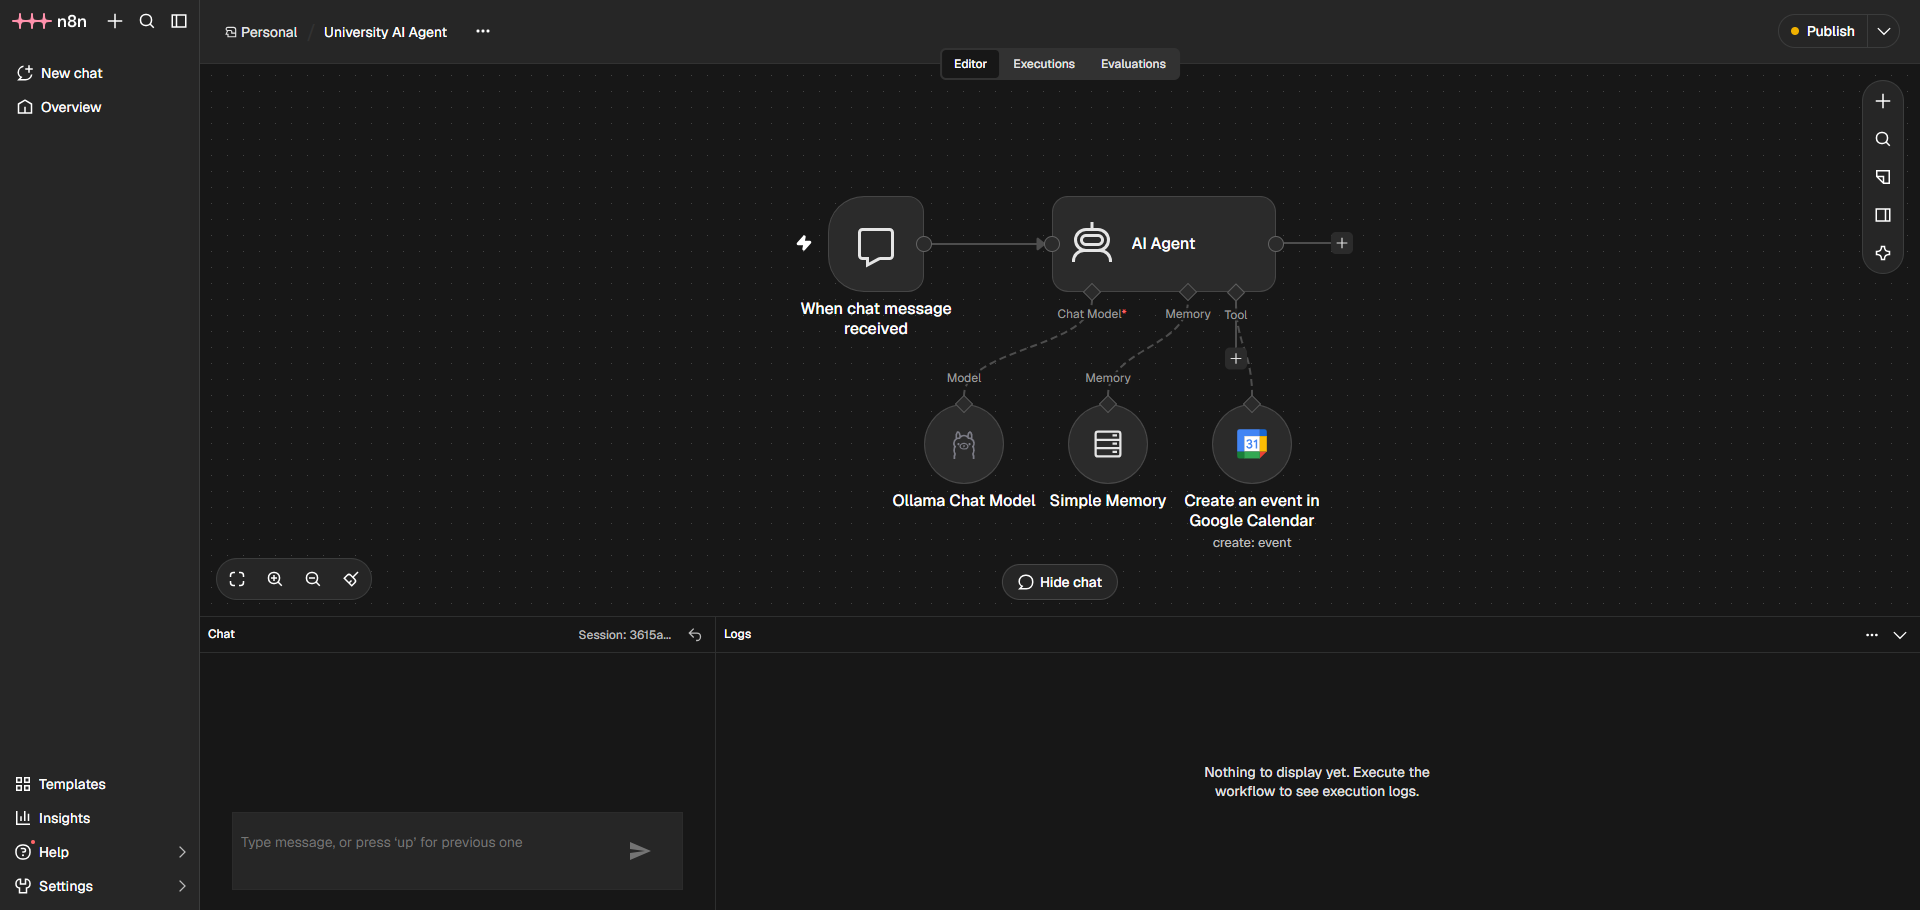 n8n
Personal / University AI Agent
Publish
Editor
Executions
Evaluations
New chat
Overview
When chat message
received
AI Agent
Chat Model*
Memory
Tool
Model
Memory
Ollama Chat Model
Simple Memory
31
Create an event in
Google Calendar
create: event
Hide chat
Chat
Session: 3615a...
Logs
Nothing to display yet. Execute the
workflow to see execution logs.
Type message, or press ‘up’ for previous one
Templates
Insights
Help
Settings